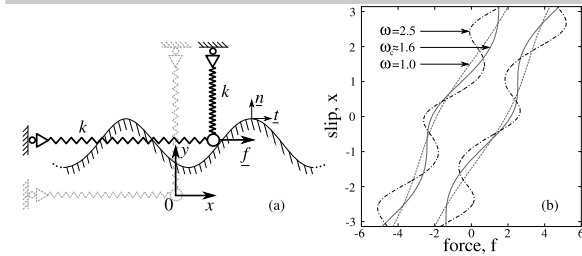 k
k
n
t
f
y
0
x
(a)
ω=2.5
ω_c≈1.6
ω=1.0
slip, x
3
2
1
0
-1
-2
-3
-6 -4 -2 0 2 4 6
force, f
(b)